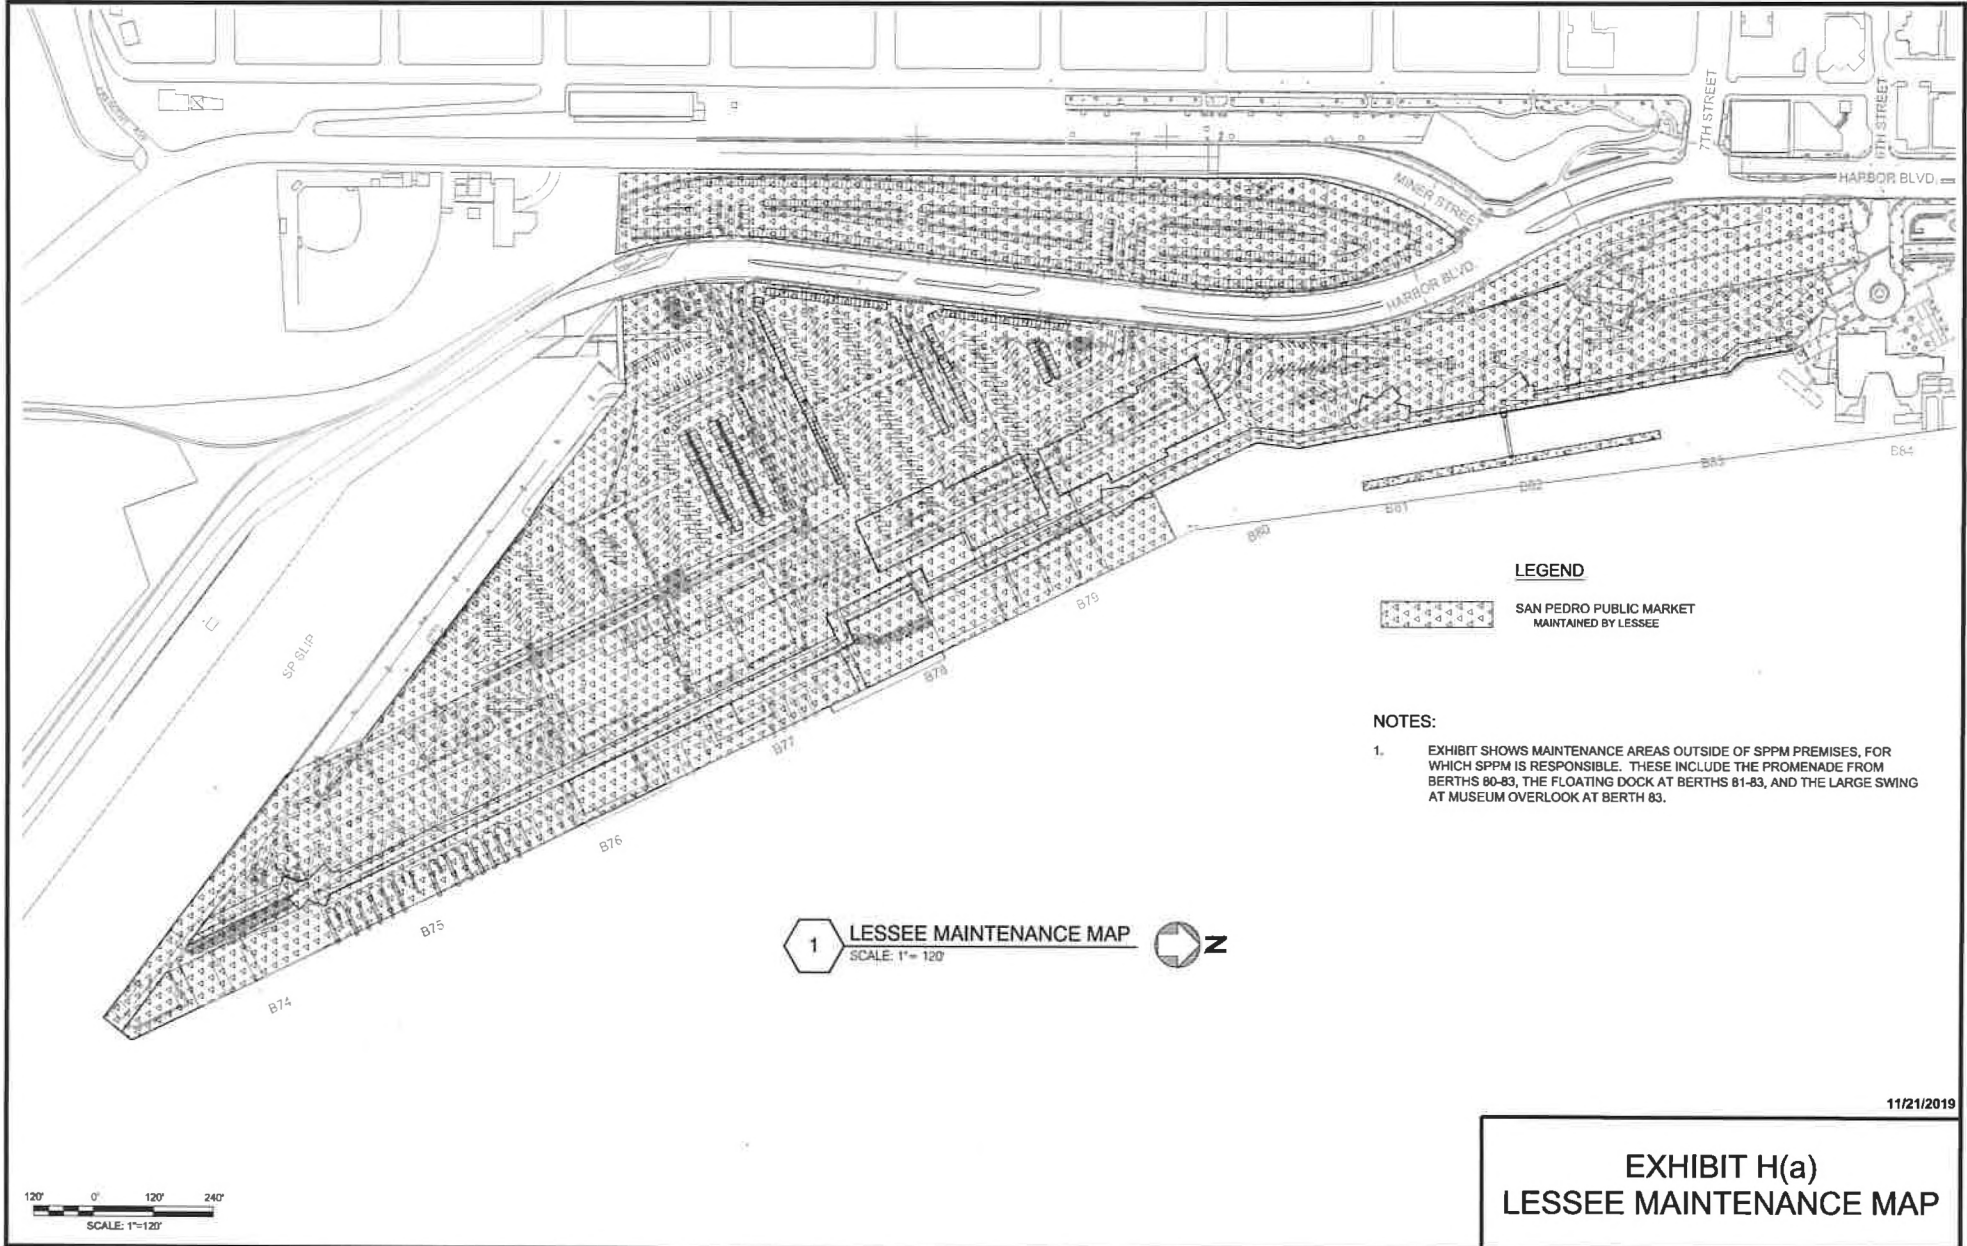 7TH STREET
6TH STREET
HARBOR BLVD.
MINER STREET
HARBOR BLVD.
SP SLIP
B84
B83
B82
B81
B80
B79
B78
B77
B76
B75
B74
LEGEND
SAN PEDRO PUBLIC MARKET
MAINTAINED BY LESSEE
NOTES:
1. EXHIBIT SHOWS MAINTENANCE AREAS OUTSIDE OF SPPM PREMISES, FOR
WHICH SPPM IS RESPONSIBLE. THESE INCLUDE THE PROMENADE FROM
BERTHS 80-83, THE FLOATING DOCK AT BERTHS 81-83, AND THE LARGE SWING
AT MUSEUM OVERLOOK AT BERTH 83.
1
LESSEE MAINTENANCE MAP
SCALE: 1"= 120'
N
11/21/2019
EXHIBIT H(a)
LESSEE MAINTENANCE MAP
120' 0' 120' 240'
SCALE: 1"=120'